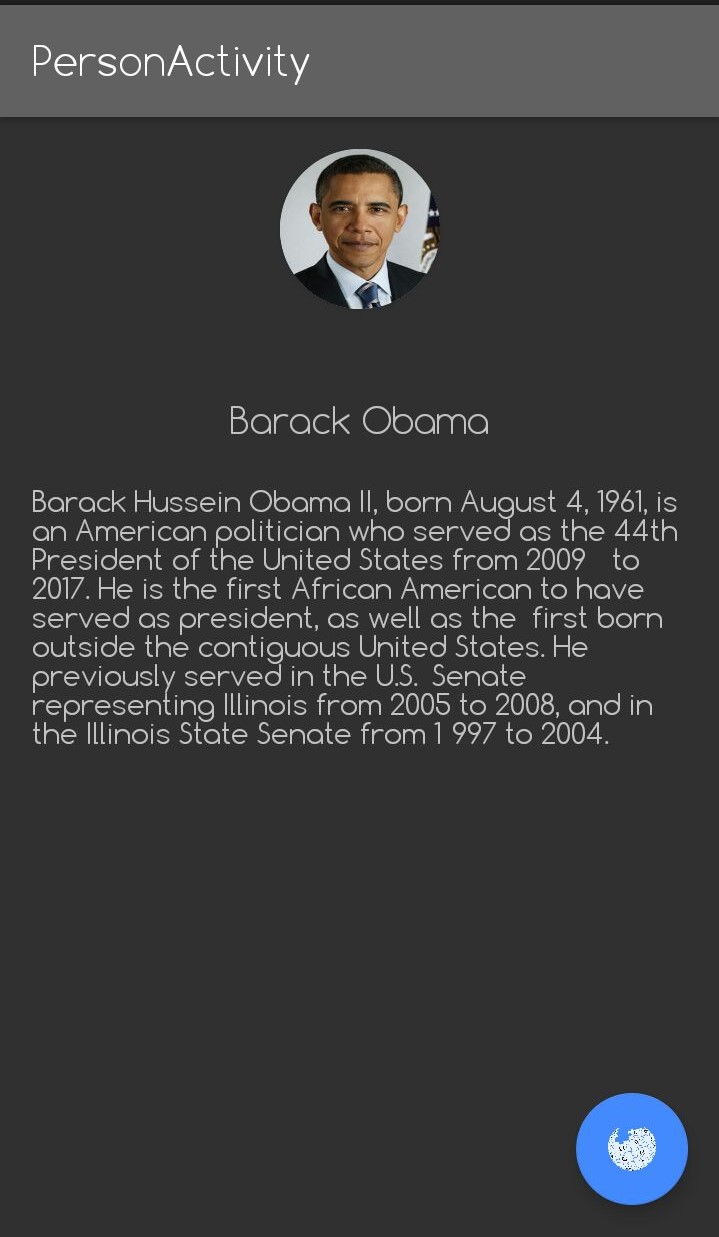 PersonActivity
Barack Obama
Barack Hussein Obama II, born August 4, 1961, is
an American politician who served as the 44th
President of the United States from 2009   to
2017. He is the first African American to have
served as president, as well as the  first born
outside the contiguous United States. He
previously served in the U.S.  Senate
representing Illinois from 2005 to 2008, and in
the Illinois State Senate from 1 997 to 2004.